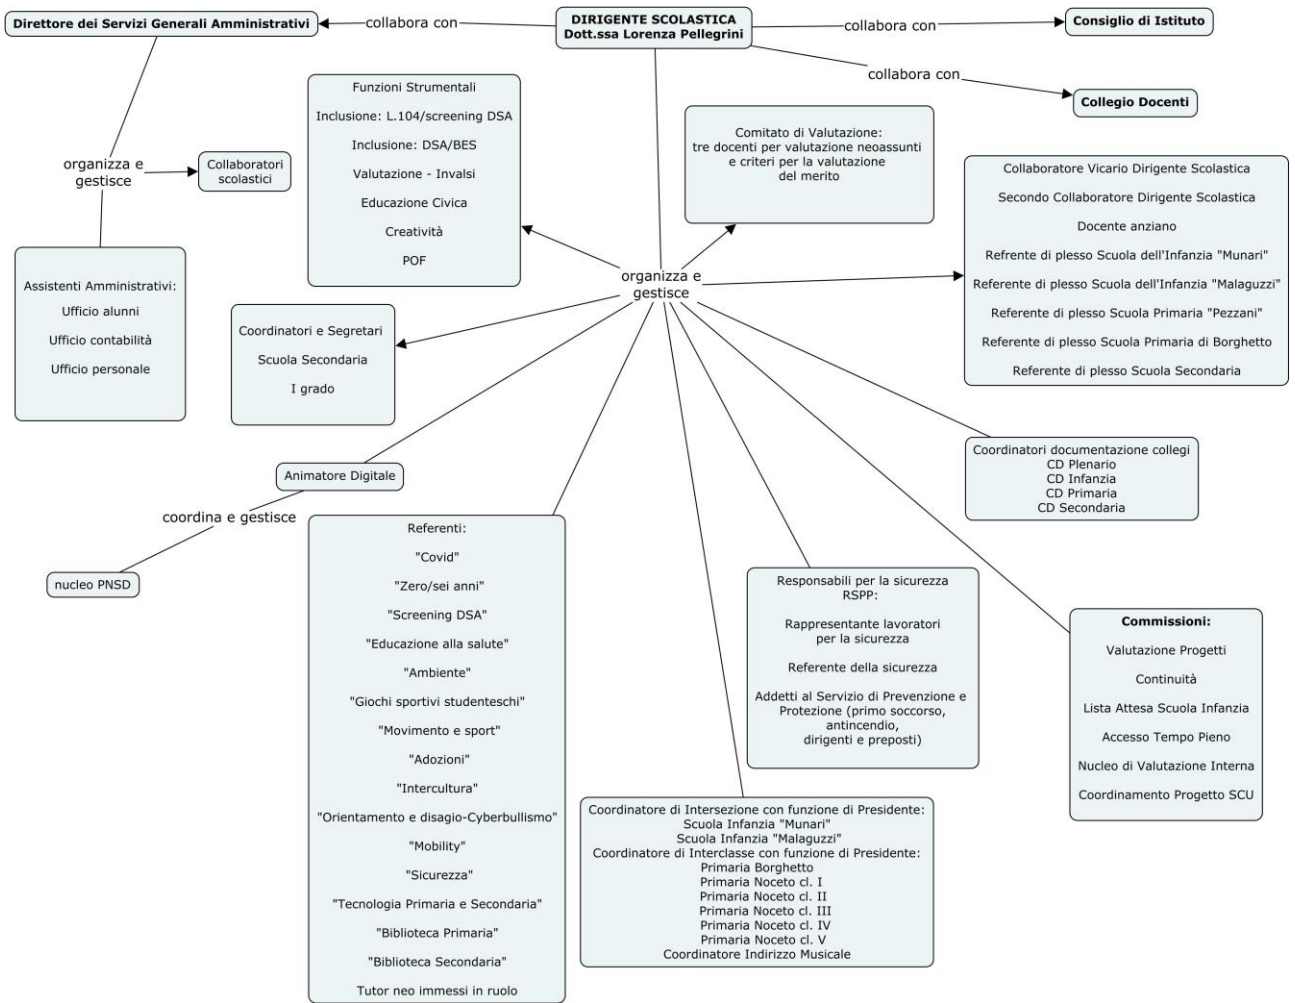 Direttore dei Servizi Generali Amministrativi
collabora con
DIRIGENTE SCOLASTICA
Dott.ssa Lorenza Pellegrini
collabora con
Consiglio di Istituto
collabora con
Collegio Docenti
organizza e
gestisce
Collaboratori
scolastici
Assistenti Amministrativi:
Ufficio alunni
Ufficio contabilità
Ufficio personale
Funzioni Strumentali
Inclusione: L.104/screening DSA
Inclusione: DSA/BES
Valutazione - Invalsi
Educazione Civica
Creatività
POF
Comitato di Valutazione:
tre docenti per valutazione neoassunti
e criteri per la valutazione
del merito
organizza e
gestisce
Collaboratore Vicario Dirigente Scolastica
Secondo Collaboratore Dirigente Scolastica
Docente anziano
Refrente di plesso Scuola dell'Infanzia "Munari"
Referente di plesso Scuola dell'Infanzia "Malaguzzi"
Referente di plesso Scuola Primaria "Pezzani"
Referente di plesso Scuola Primaria di Borghetto
Referente di plesso Scuola Secondaria
Coordinatori e Segretari
Scuola Secondaria
I grado
Animatore Digitale
coordina e gestisce
nucleo PNSD
Coordinatori documentazione collegi
CD Plenario
CD Infanzia
CD Primaria
CD Secondaria
Referenti:
"Covid"
"Zero/sei anni"
"Screening DSA"
"Educazione alla salute"
"Ambiente"
"Giochi sportivi studenteschi"
"Movimento e sport"
"Adozioni"
"Intercultura"
"Orientamento e disagio-Cyberbullismo"
"Mobility"
"Sicurezza"
"Tecnologia Primaria e Secondaria"
"Biblioteca Primaria"
"Biblioteca Secondaria"
Tutor neo immessi in ruolo
Responsabili per la sicurezza
RSPP:
Rappresentante lavoratori
per la sicurezza
Referente della sicurezza
Addetti al Servizio di Prevenzione e
Protezione (primo soccorso,
antincendio,
dirigenti e preposti)
Commissioni:
Valutazione Progetti
Continuità
Lista Attesa Scuola Infanzia
Accesso Tempo Pieno
Nucleo di Valutazione Interna
Coordinamento Progetto SCU
Coordinatore di Intersezione con funzione di Presidente:
Scuola Infanzia "Munari"
Scuola Infanzia "Malaguzzi"
Coordinatore di Interclasse con funzione di Presidente:
Primaria Borghetto
Primaria Noceto cl. I
Primaria Noceto cl. II
Primaria Noceto cl. III
Primaria Noceto cl. IV
Primaria Noceto cl. V
Coordinatore Indirizzo Musicale